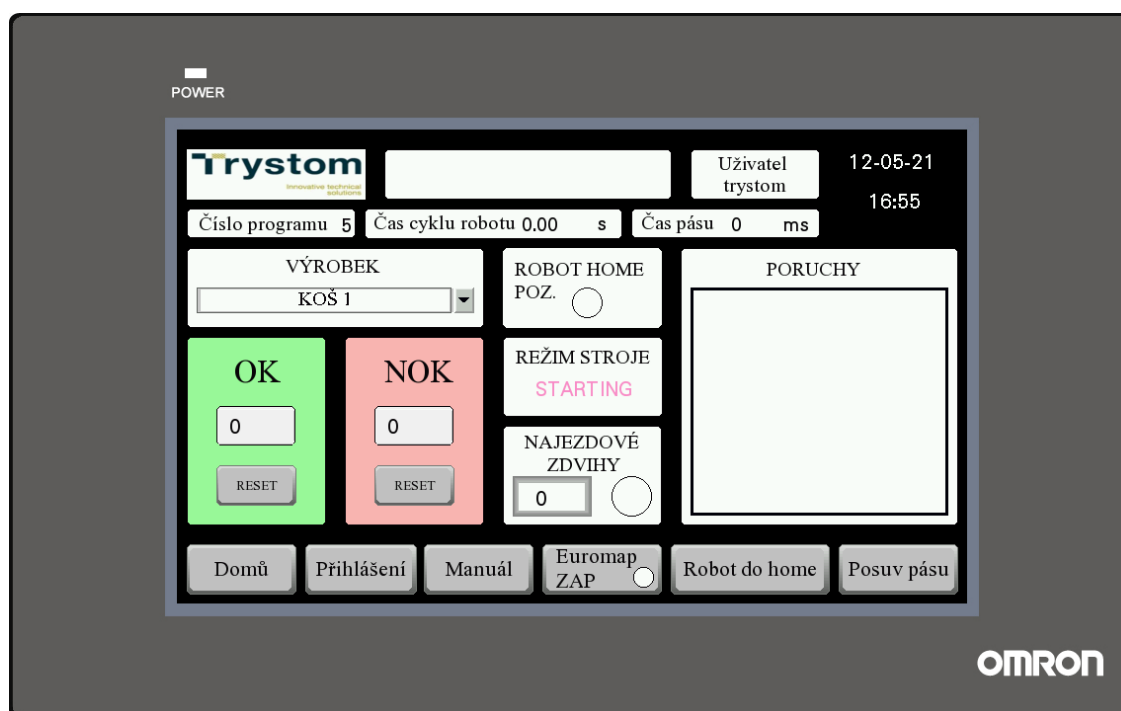 POWER
Trystom
Innovative technical
solutions
Uživatel
trystom
12-05-21
16:55
Číslo programu 5
Čas cyklu robotu 0.00 s
Čas pásu 0 ms
VÝROBEK
KOŠ 1
ROBOT HOME
POZ.
PORUCHY
OK
0
RESET
NOK
0
RESET
REŽIM STROJE
STARTING
NAJEZDOVÉ
ZDVIHY
0
Domů
Přihlášení
Manuál
Euromap
ZAP
Robot do home
Posuv pásu
OMRON